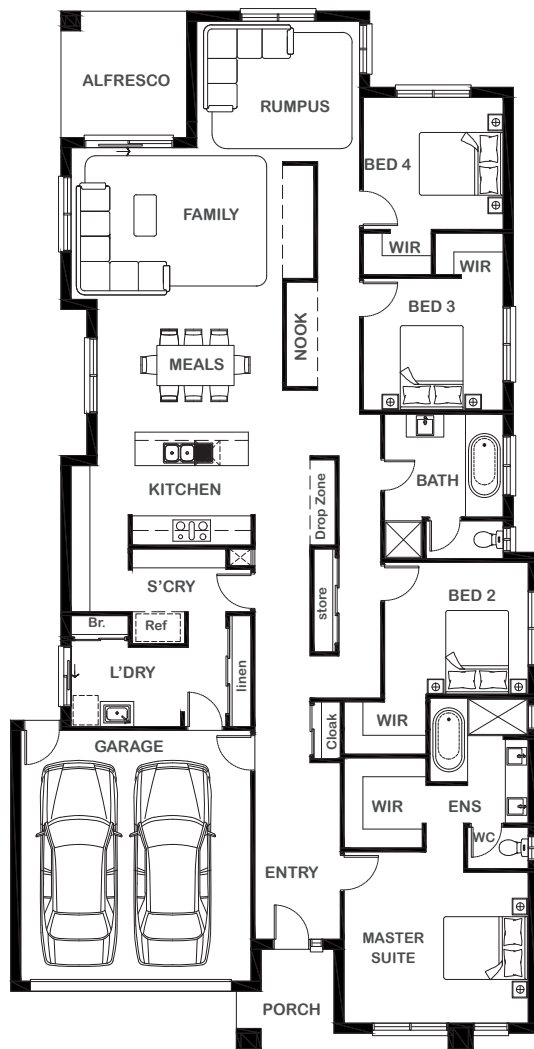 ALFRESCO
RUMPUS
BED 4
FAMILY
WIR
WIR
BED 3
NOOK
MEALS
BATH
KITCHEN
Drop Zone
S'CRY
store
BED 2
Br.
Ref
L'DRY
linen
WIR
Cloak
GARAGE
WIR
ENS
WC
ENTRY
MASTER
SUITE
PORCH